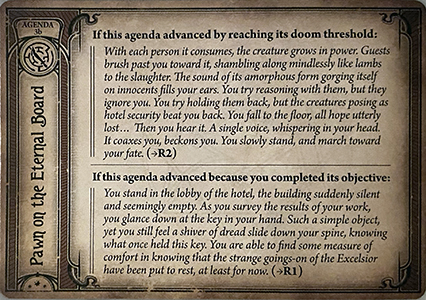 AGENDA
3b
Pawn on the Eternal Board
If this agenda advanced by reaching its doom threshold:
With each person it consumes, the creature grows in power. Guests
brush past you toward it, shambling along mindlessly like lambs
to the slaughter. The sound of its amorphous form gorging itself
on innocents fills your ears. You try reasoning with them, but they
ignore you. You try holding them back, but the creatures posing as
hotel security beat you back. You fall to the floor, all hope utterly
lost… Then you hear it. A single voice, whispering in your head.
It coaxes you, beckons you. You slowly stand, and march toward
your fate. (→R2)
If this agenda advanced because you completed its objective:
You stand in the lobby of the hotel, the building suddenly silent
and seemingly empty. As you survey the results of your work,
you glance down at the key in your hand. Such a simple object,
yet you still feel a shiver of dread slide down your spine, knowing
what once held this key. You are able to find some measure of
comfort in knowing that the strange goings-on of the Excelsior
have been put to rest, at least for now. (→R1)